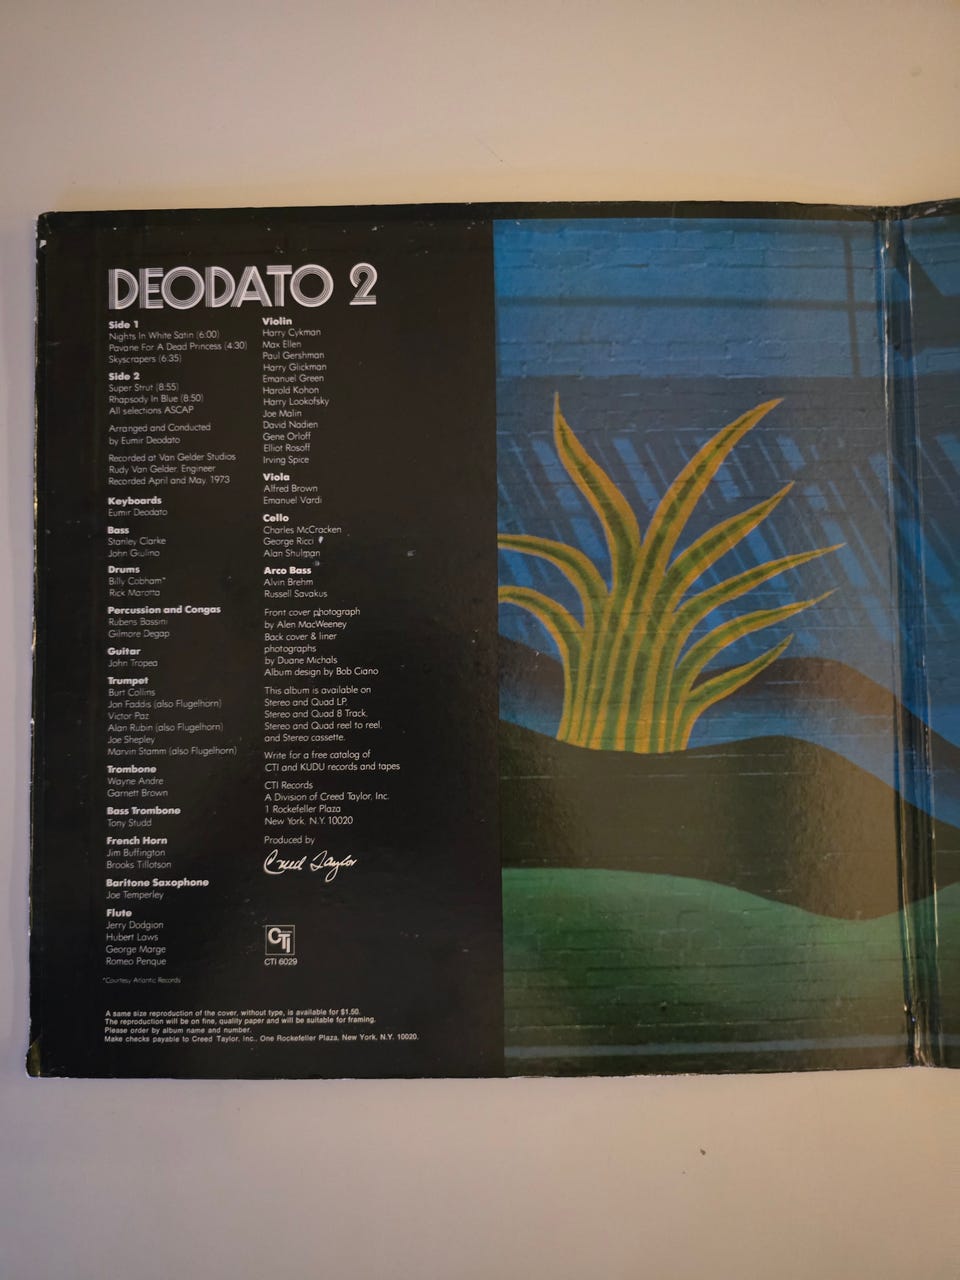 DEODATO 2
Side 1
Nights In White Satin (6:00)
Pavane For A Dead Princess (4:30)
Skyscrapers (6:35)
Side 2
Super Strut (8:55)
Rhapsody In Blue (8:50)
All selections ASCAP
Arranged and Conducted
by Eumir Deodato
Recorded at Van Gelder Studios
Rudy Van Gelder, Engineer
Recorded April and May, 1973
Keyboards
Eumir Deodato
Bass
Stanley Clarke
John Giulino
Drums
Billy Cobham*
Rick Marotta
Percussion and Congas
Rubens Bassini
Gilmore Degap
Guitar
John Tropea
Trumpet
Burt Collins
Jon Faddis (also Flugelhorn)
Victor Paz
Alan Rubin (also Flugelhorn)
Joe Shepley
Marvin Stamm (also Flugelhorn)
Trombone
Wayne Andre
Garnett Brown
Bass Trombone
Tony Studd
French Horn
Jim Buffington
Brooks Tillotson
Baritone Saxophone
Joe Temperley
Flute
Jerry Dodgion
Hubert Laws
George Marge
Romeo Penque
*Courtesy Atlantic Records
Violin
Harry Cykman
Max Ellen
Paul Gershman
Harry Glickman
Emanuel Green
Harold Kohon
Harry Lookofsky
Joe Malin
David Nadien
Gene Orloff
Elliot Rosoff
Irving Spice
Viola
Alfred Brown
Emanuel Vardi
Cello
Charles McCracken
George Ricci
Alan Shulman
Arco Bass
Alvin Brehm
Russell Savakus
Front cover photograph
by Alen MacWeeney
Back cover & liner
photographs
by Duane Michals
Album design by Bob Ciano
This album is available on
Stereo and Quad LP,
Stereo and Quad 8 Track,
Stereo and Quad reel to reel,
and Stereo cassette.
Write for a free catalog of
CTI and KUDU records and tapes
CTI Records
A Division of Creed Taylor, Inc.
1 Rockefeller Plaza
New York, N.Y. 10020
Produced by
Creed Taylor
CTI
CTI 6029
A same size reproduction of the cover, without type, is available for $1.50.
The reproduction will be on fine, quality paper and will be suitable for framing.
Please order by album name and number.
Make checks payable to Creed Taylor, Inc., One Rockefeller Plaza, New York, N.Y. 10020.